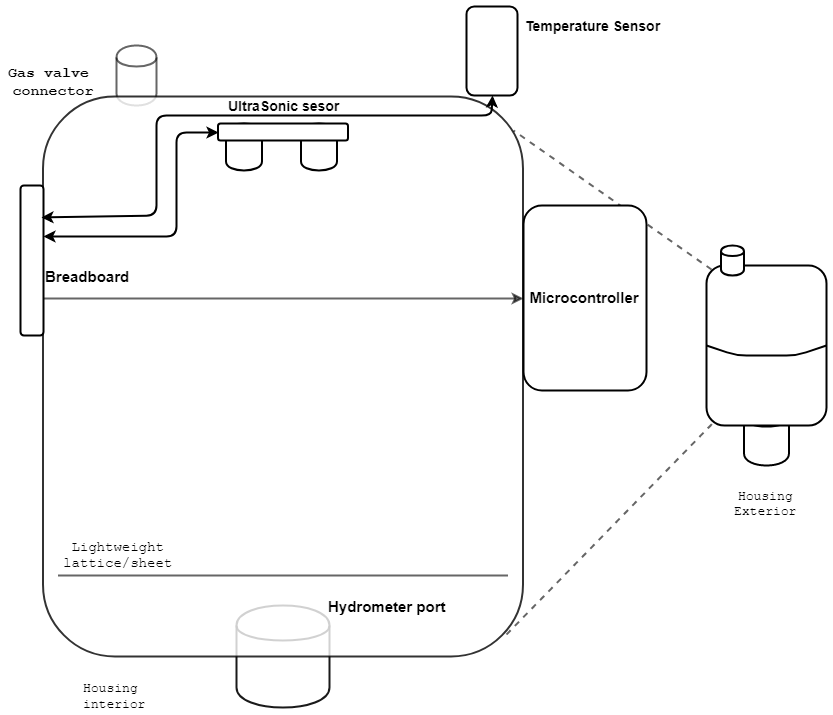 Temperature Sensor
Gas valve
connector
UltraSonic sesor
Breadboard
Microcontroller
Housing
Exterior
Lightweight
lattice/sheet
Hydrometer port
Housing
interior